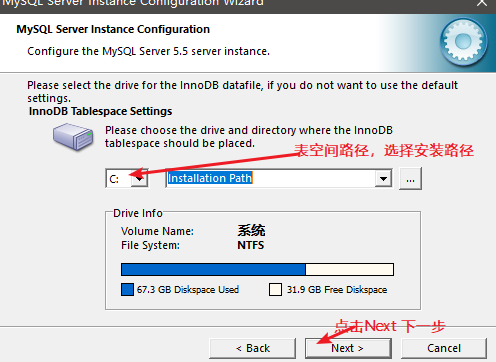 MySQL Server Instance Configuration Wizard
MySQL Server Instance Configuration
Configure the MySQL Server 5.5 server instance.
Please select the drive for the InnoDB datafile, if you do not want to use the default
settings.
InnoDB Tablespace Settings
Please choose the drive and directory where the InnoDB
tablespace should be placed.
表空间路径，选择安装路径
C: Installation Path ...
Drive Info
Volume Name: 系统
File System: NTFS
67.3 GB Diskspace Used 31.9 GB Free Diskspace
点击Next 下一步
< Back Next > Cancel